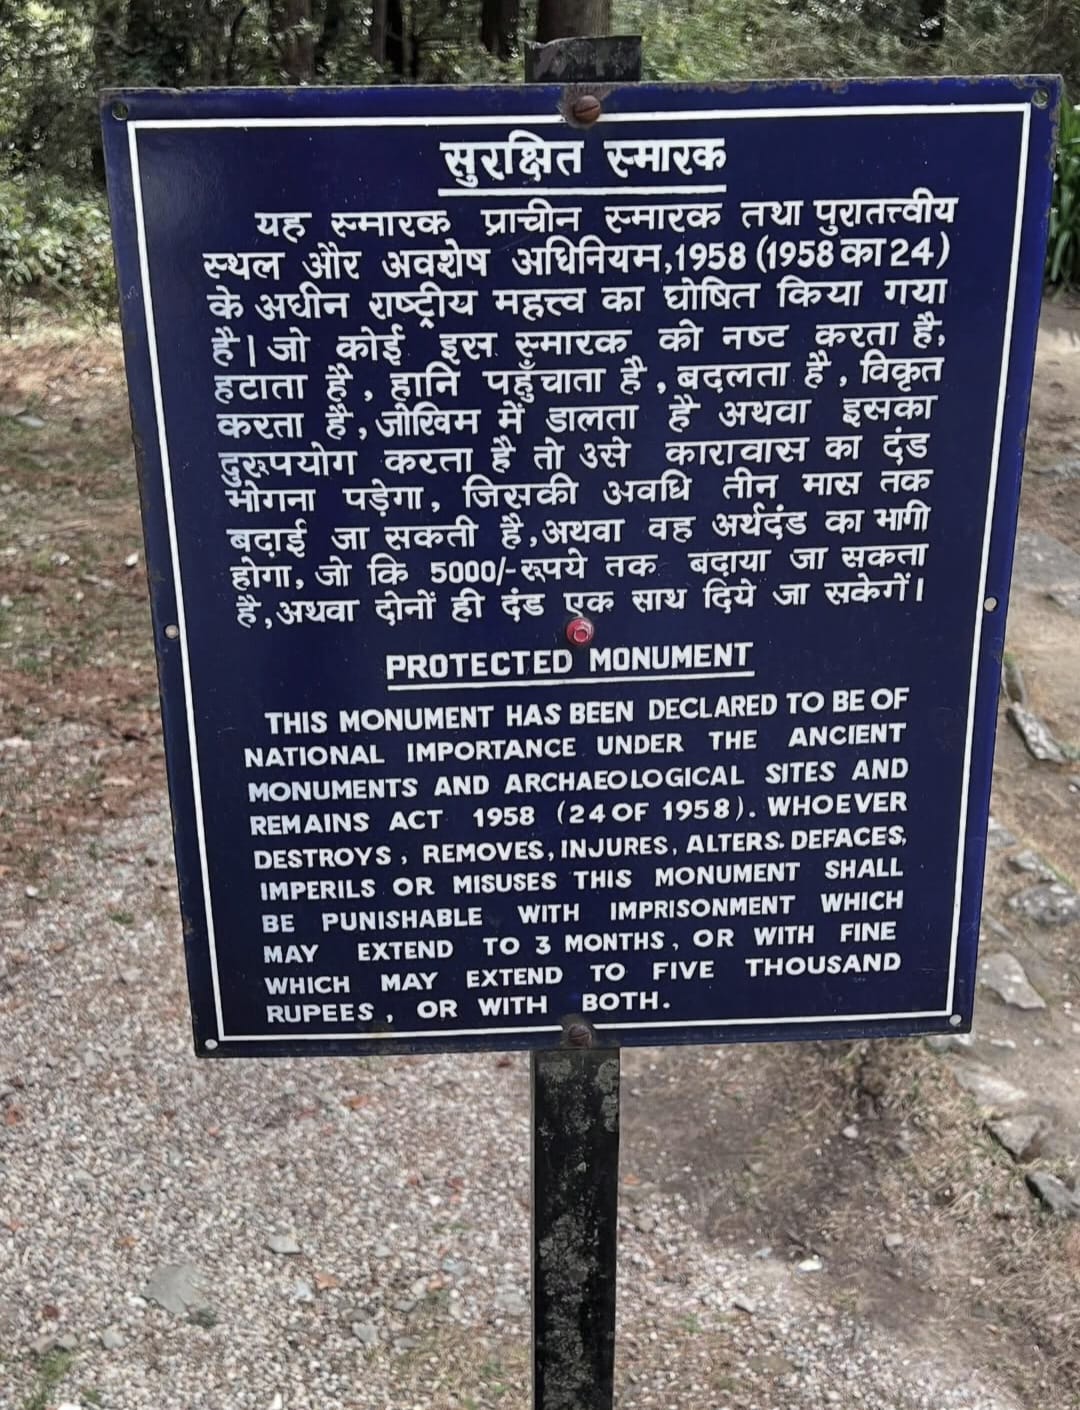 सुरक्षित स्मारक
यह स्मारक प्राचीन स्मारक तथा पुरातत्त्वीय
स्थल और अवशेष अधिनियम,1958 (1958 का 24)
के अधीन राष्ट्रीय महत्त्व का घोषित किया गया
है। जो कोई इस स्मारक को नष्ट करता है,
हटाता है, हानि पहुँचाता है, बदलता है, विकृत
करता है, जोखिम में डालता है अथवा इसका
दुरूपयोग करता है तो उसे कारावास का दंड
भोगना पड़ेगा, जिसकी अवधि तीन मास तक
बढ़ाई जा सकती है,अथवा वह अर्थदंड का भागी
होगा, जो कि 5000/-रूपये तक बढ़ाया जा सकता
है,अथवा दोनों ही दंड एक साथ दिये जा सकेगें।
PROTECTED MONUMENT
THIS MONUMENT HAS BEEN DECLARED TO BE OF
NATIONAL IMPORTANCE UNDER THE ANCIENT
MONUMENTS AND ARCHAEOLOGICAL SITES AND
REMAINS ACT 1958 (24 OF 1958). WHOEVER
DESTROYS, REMOVES, INJURES, ALTERS. DEFACES,
IMPERILS OR MISUSES THIS MONUMENT SHALL
BE PUNISHABLE WITH IMPRISONMENT WHICH
MAY EXTEND TO 3 MONTHS, OR WITH FINE
WHICH MAY EXTEND TO FIVE THOUSAND
RUPEES, OR WITH BOTH.